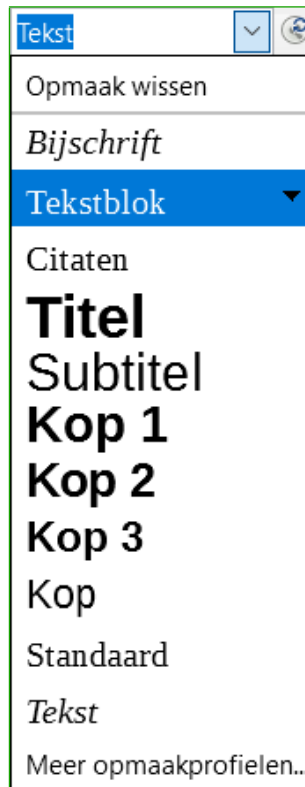 Tekst
Opmaak wissen
Bijschrift
Tekstblok
Citaten
Titel
Subtitel
Kop 1
Kop 2
Kop 3
Kop
Standaard
Tekst
Meer opmaakprofielen...